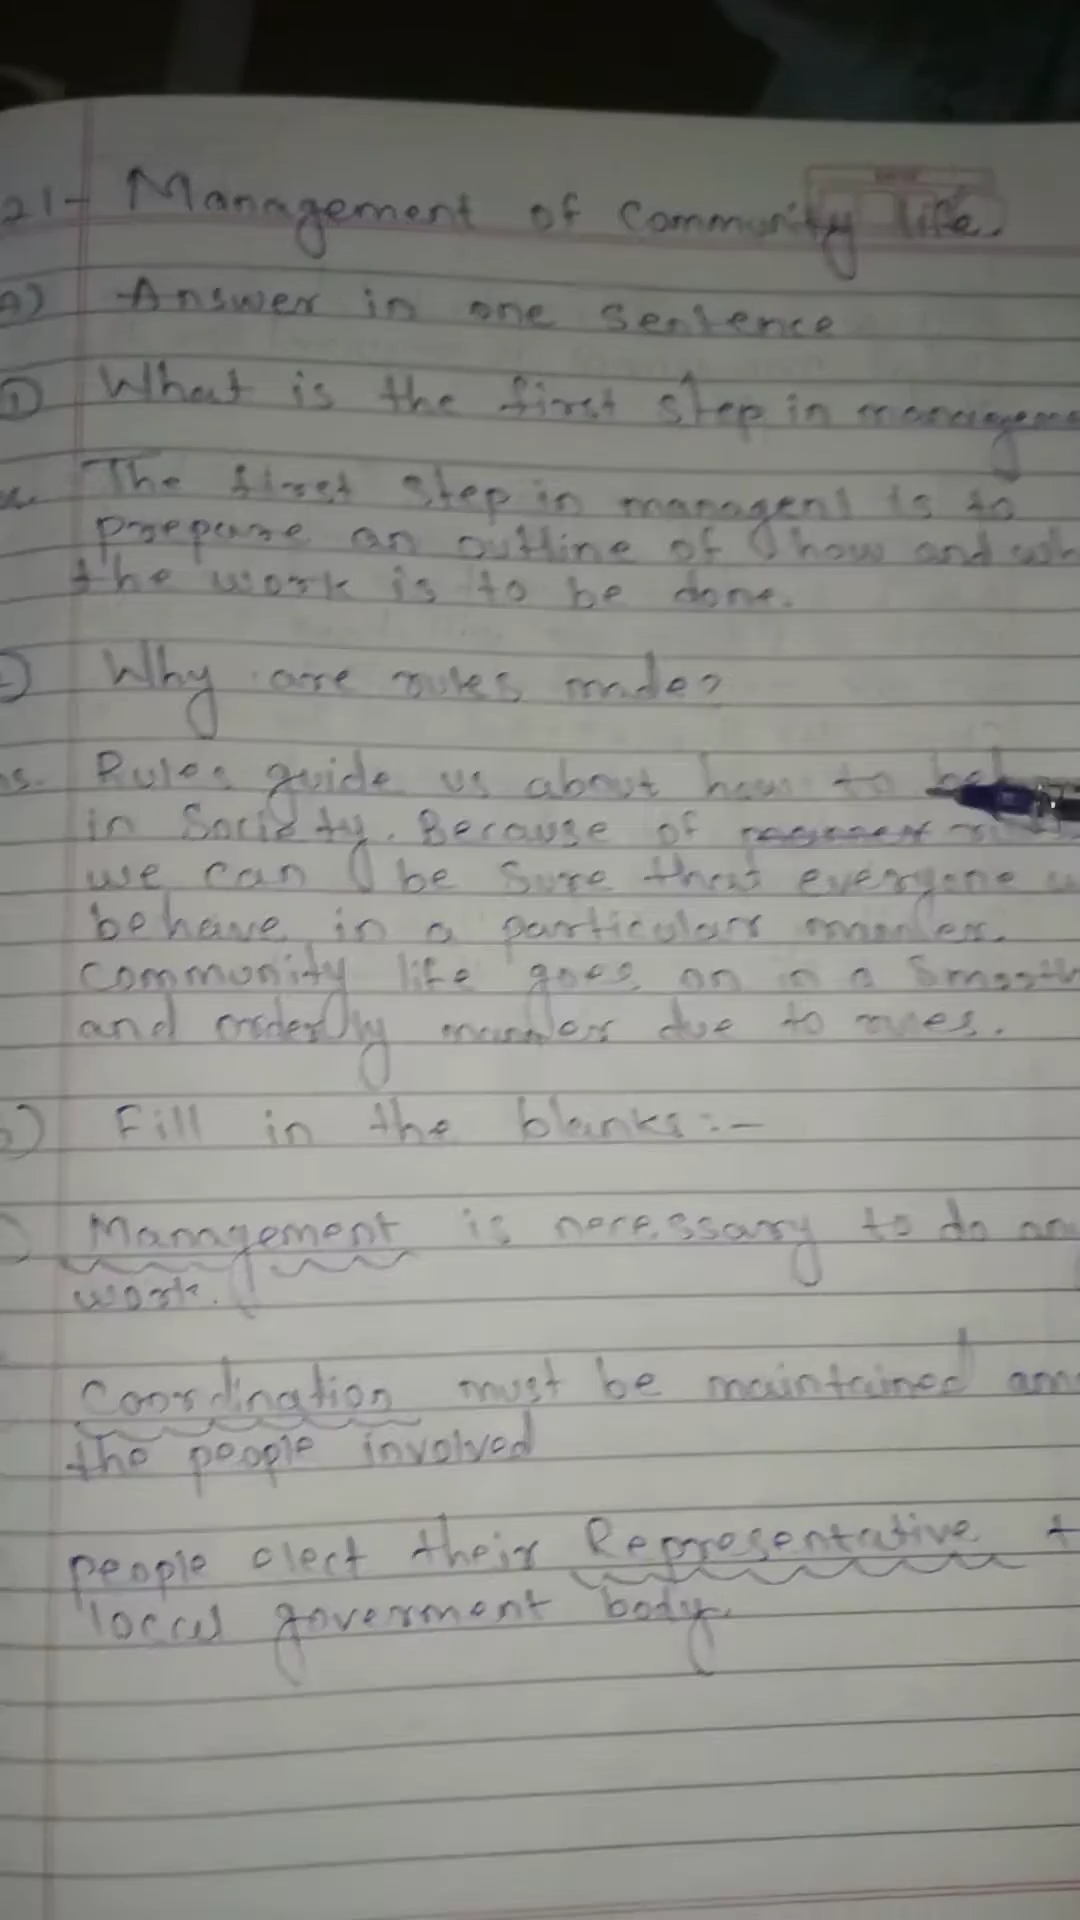 21- Management of Community life.
a) Answer in one sentence
① What is the first step in
The first step in managent is to
prepare an outline of how and
the work is to be done.
Why are rules made?
Rules guide us about how to
in Society. Because of
we can be sure that everyone
behave in a particular manner.
Community life goes on in a Smooth
and orderly manner due to rules.
Fill in the blanks:-
Management is necessary to do
work.
Coordination must be maintained
the people involved
people elect their Representative
local goverment body.